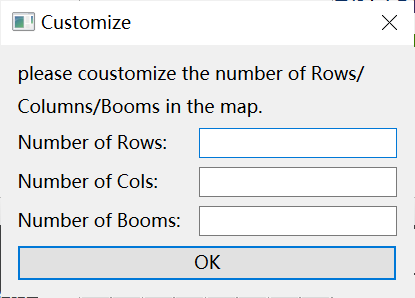 Customize
please coustomize the number of Rows/
Columns/Booms in the map.
Number of Rows:
Number of Cols:
Number of Booms:
OK